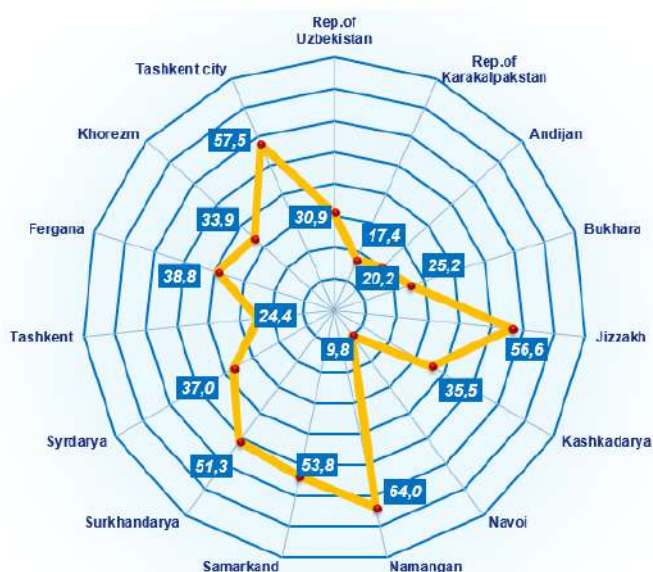 Rep.of
Uzbekistan
Rep.of
Karakalpakstan
Tashkent city
Andijan
Khorezm
57,5
33,9
30,9
17,4
Fergana
Bukhara
38,8
20,2
25,2
24,4
Tashkent
Jizzakh
9,8
56,6
37,0
35,5
Syrdarya
Kashkadarya
51,3
53,8
64,0
Surkhandarya
Navoi
Samarkand
Namangan